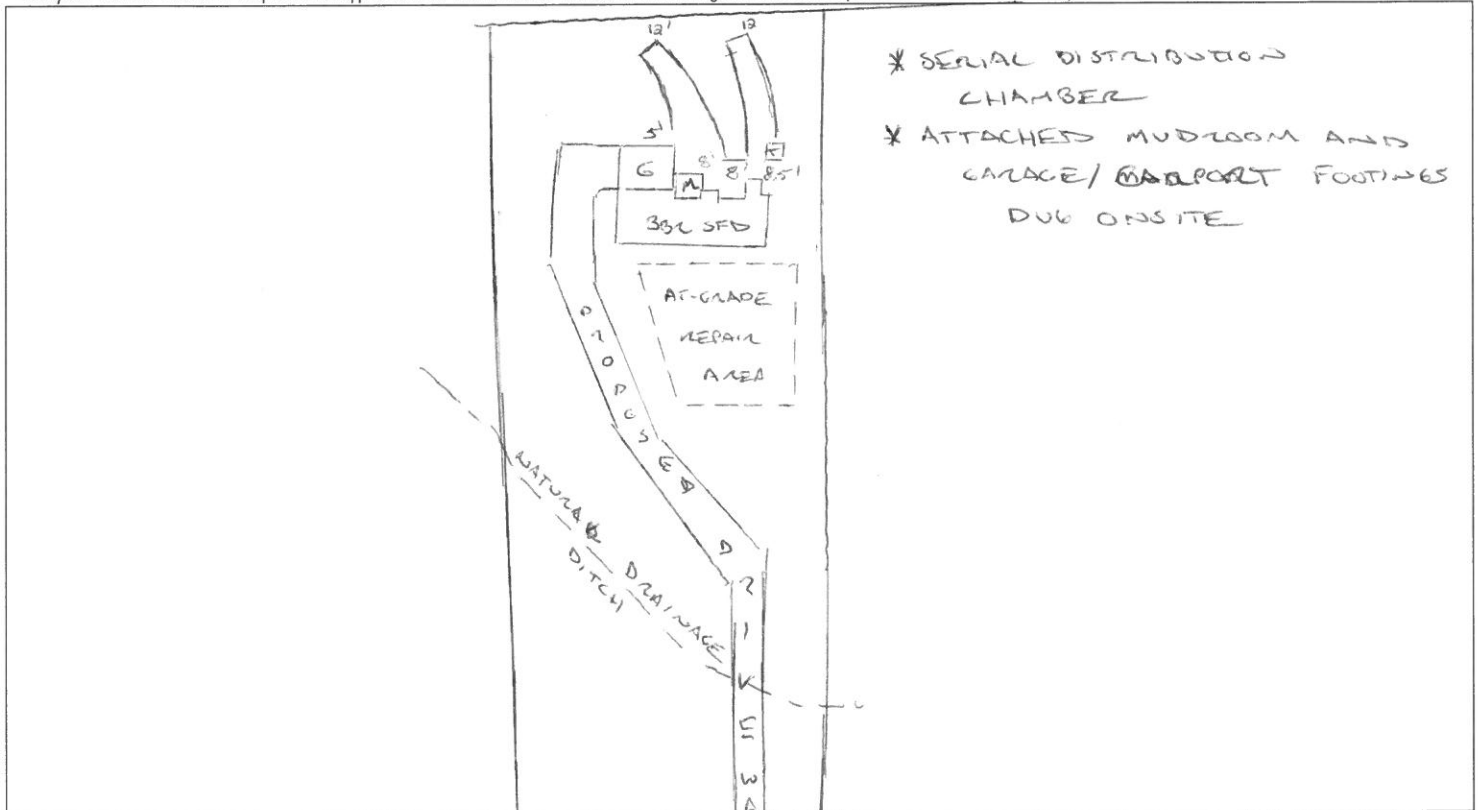 12'
12
* SERIAL DISTRIBUTION
CHAMBER
* ATTACHED MUDROOM AND
GARAGE/ CARPORT FOOTINGS
DUG ONSITE
5'
G
M
8'
8'
8.5'
3BR SFD
AT-GRADE
REPAIR
AREA
PROPOSED
DRIVEWA
NATURAL DRAINAGE
DITCH